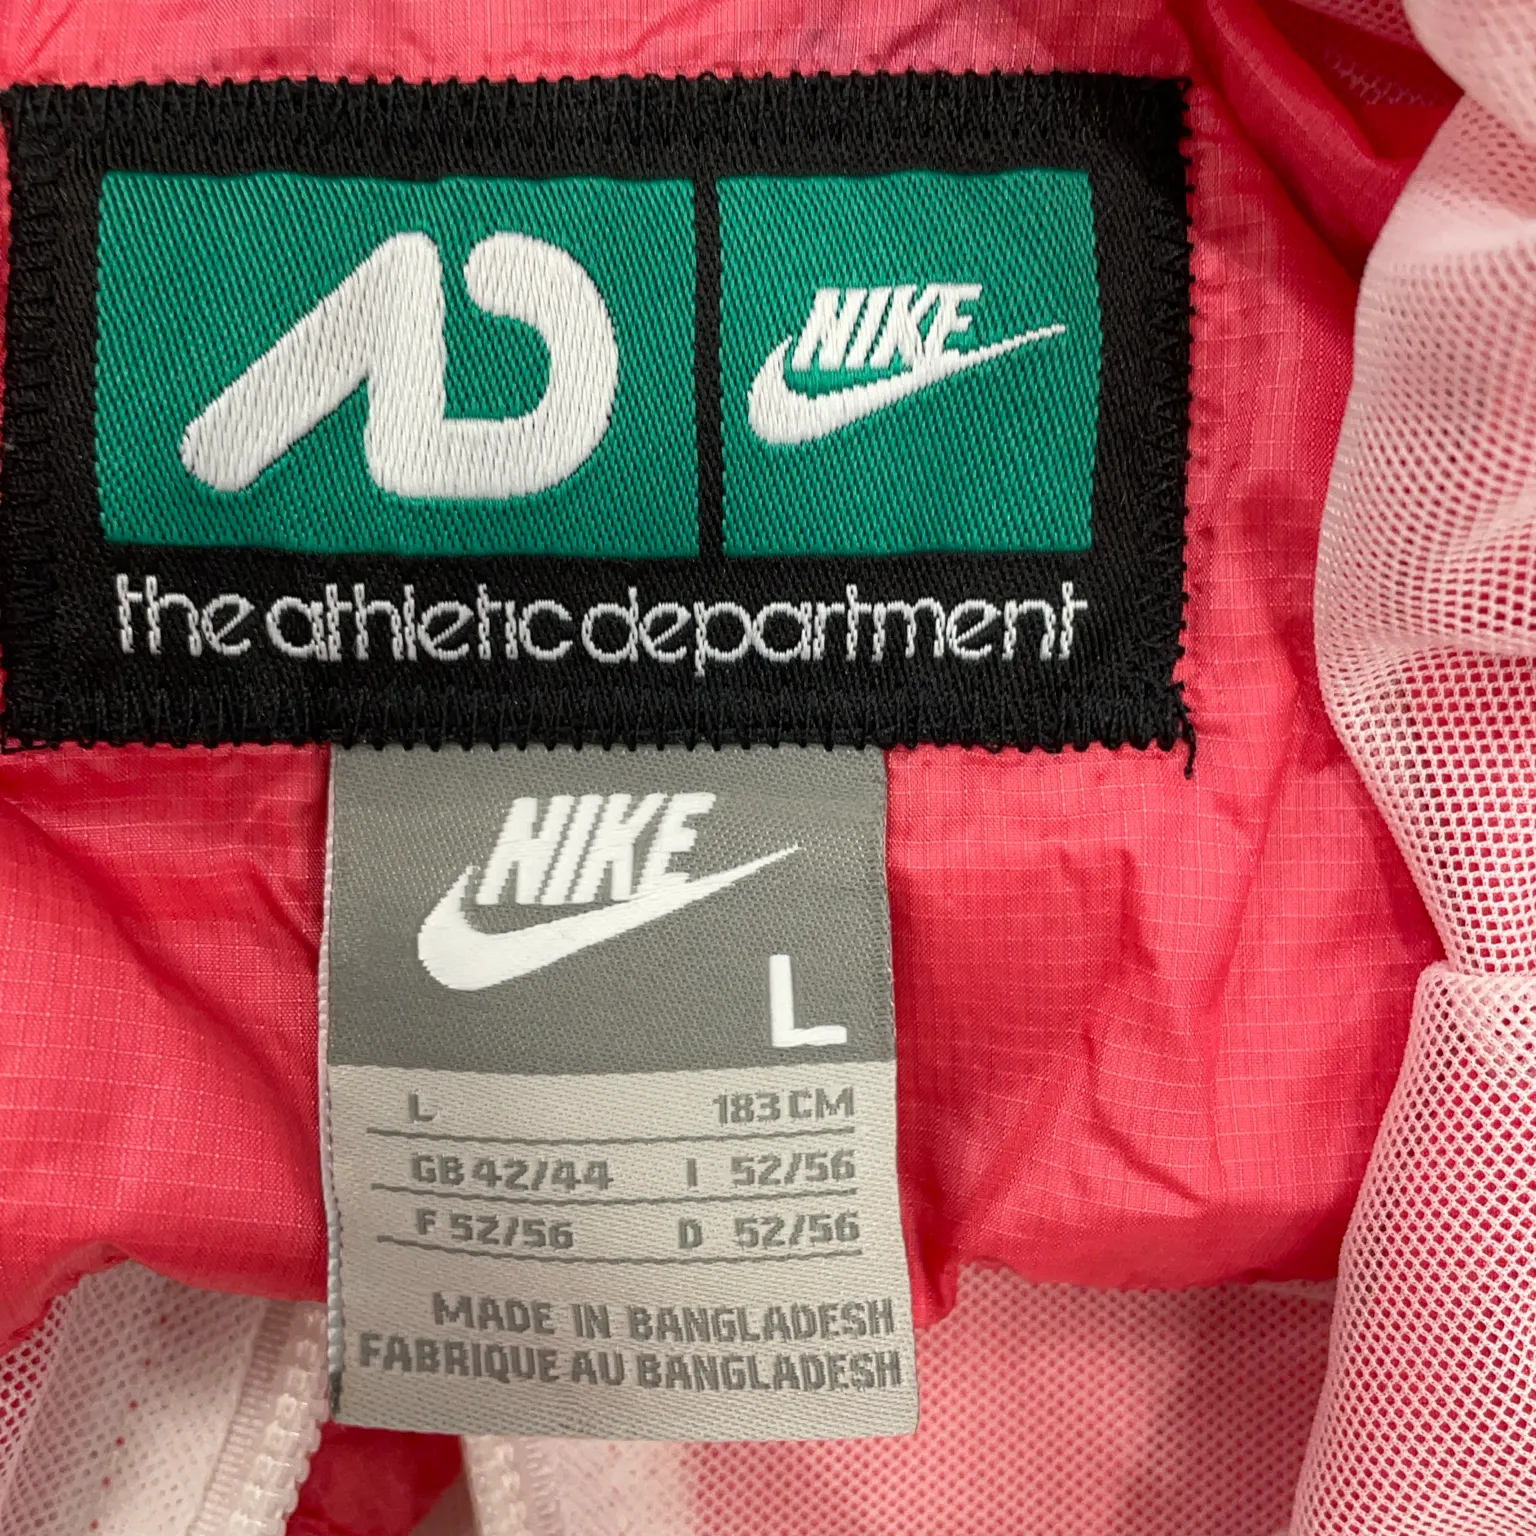 AD
NIKE
the athletic department
NIKE
L
L 183 CM
GB 42/44 I 52/56
F 52/56 D 52/56
MADE IN BANGLADESH
FABRIQUE AU BANGLADESH